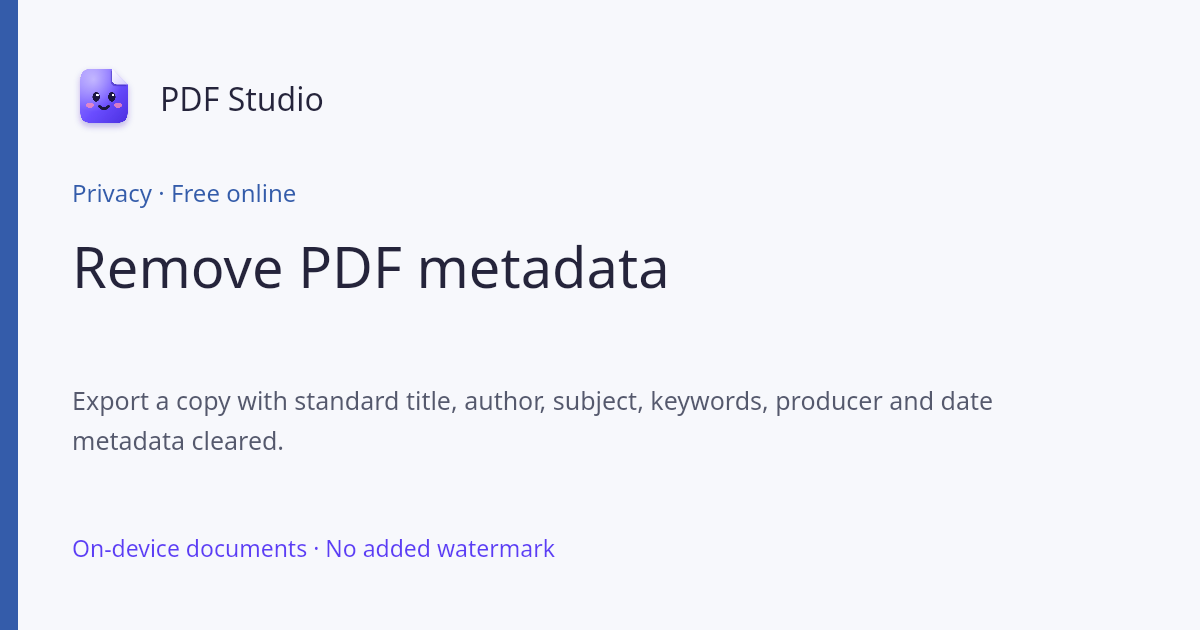 PDF Studio
Privacy · Free online
Remove PDF metadata
Export a copy with standard title, author, subject, keywords, producer and date
metadata cleared.
On-device documents · No added watermark